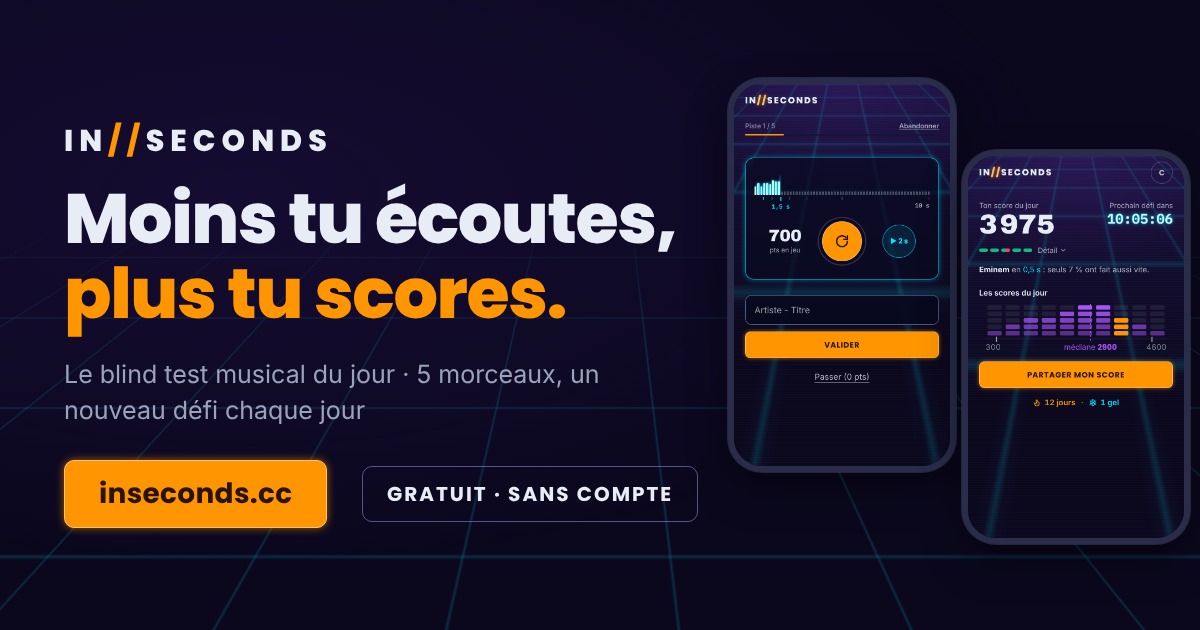 IN//SECONDS
Moins tu écoutes,
plus tu scores.
Le blind test musical du jour · 5 morceaux, un
nouveau défi chaque jour
inseconds.cc
GRATUIT · SANS COMPTE
IN//SECONDS
Piste 1 / 5
Abandonner
1,5 s
10 s
700
pts en jeu
2 s
Artiste - Titre
VALIDER
Passer (0 pts)
IN//SECONDS
C
Ton score du jour
Prochain défi dans
3975
10:05:06
Détail
Eminem en 0,5 s : seuls 7 % ont fait aussi vite.
Les scores du jour
300
médiane 2900
4600
PARTAGER MON SCORE
12 jours · 1 gel